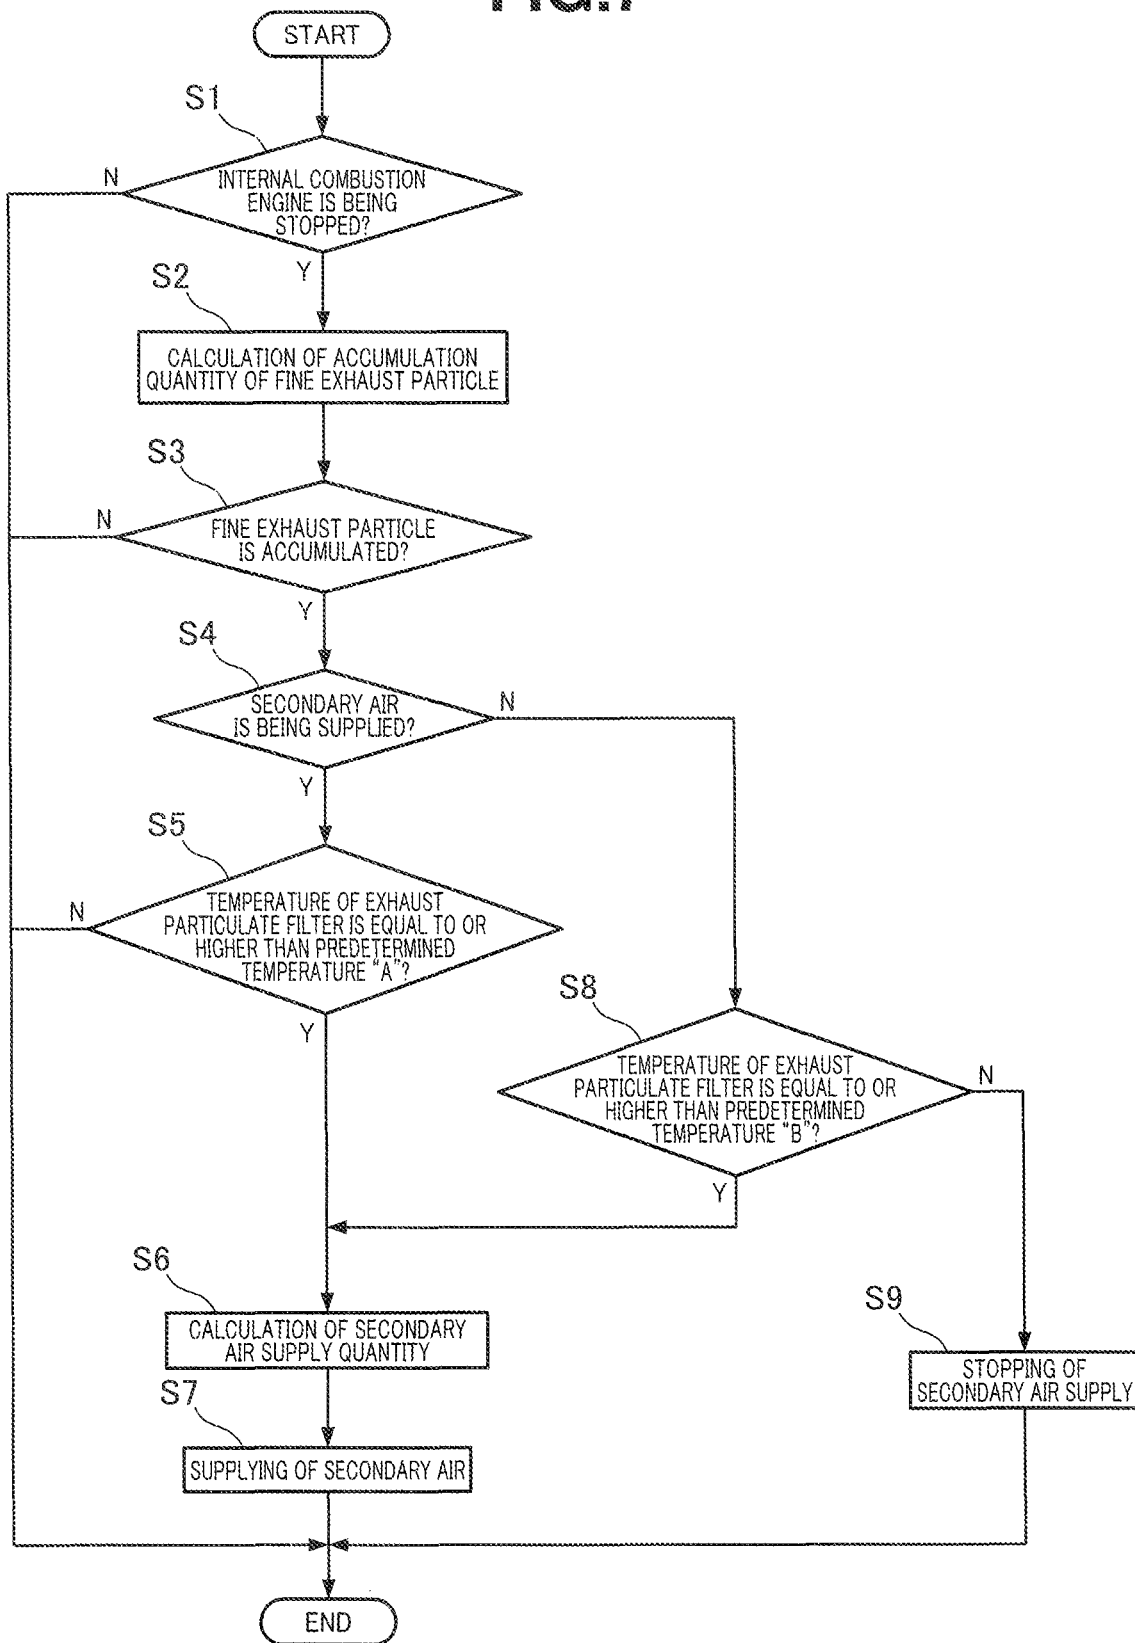 START
S1
INTERNAL COMBUSTION
ENGINE IS BEING
STOPPED?
N
Y
S2
CALCULATION OF ACCUMULATION
QUANTITY OF FINE EXHAUST PARTICLE
S3
FINE EXHAUST PARTICLE
IS ACCUMULATED?
N
Y
S4
SECONDARY AIR
IS BEING SUPPLIED?
N
Y
S5
TEMPERATURE OF EXHAUST
PARTICULATE FILTER IS EQUAL TO OR
HIGHER THAN PREDETERMINED
TEMPERATURE "A"?
N
Y
S8
TEMPERATURE OF EXHAUST
PARTICULATE FILTER IS EQUAL TO OR
HIGHER THAN PREDETERMINED
TEMPERATURE "B"?
N
Y
S6
CALCULATION OF SECONDARY
AIR SUPPLY QUANTITY
S9
STOPPING OF
SECONDARY AIR SUPPLY
S7
SUPPLYING OF SECONDARY AIR
END